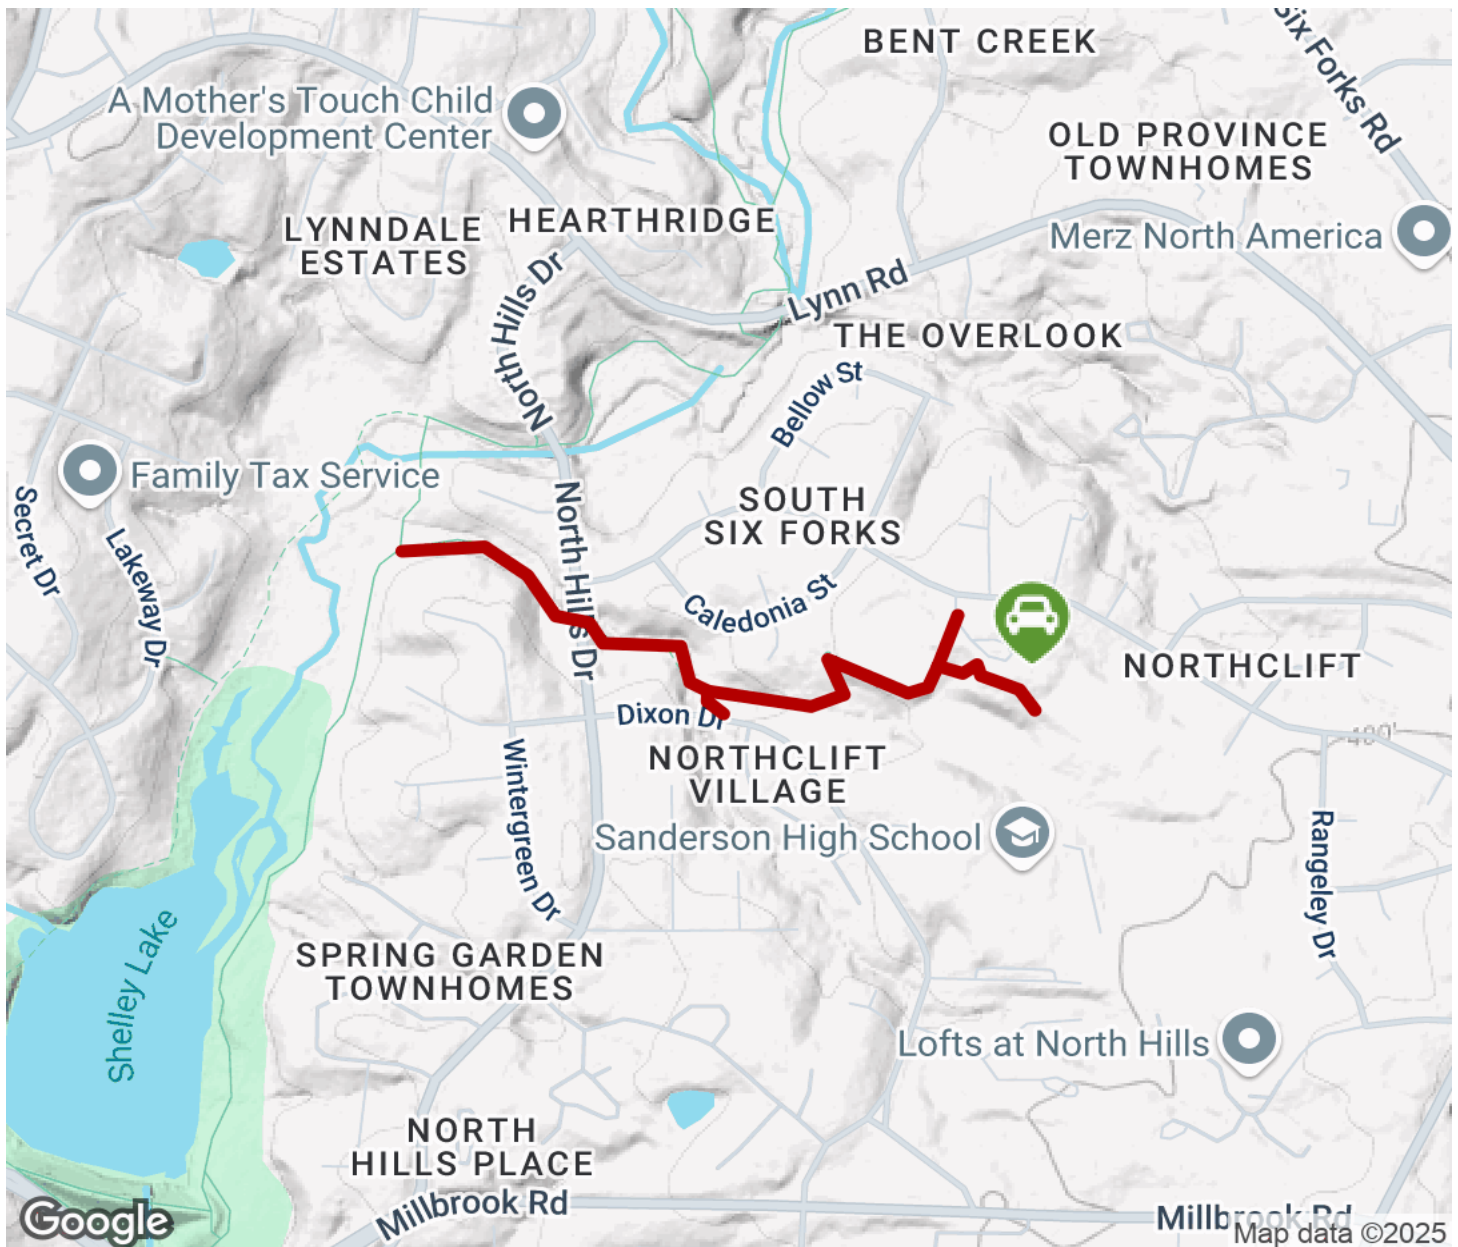 BENT CREEK
Six Forks Rd
A Mother's Touch Child
Development Center
OLD PROVINCE
TOWNHOMES
LYNNDALE
ESTATES
HEARTHRIDGE
Merz North America
North Hills Dr
Lynn Rd
THE OVERLOOK
Bellow St
Family Tax Service
SOUTH
SIX FORKS
Secret Dr
Lakeway Dr
North Hills Dr
Caledonia St
NORTHCLIFT
Dixon Dr
400'
NORTHCLIFT
VILLAGE
Wintergreen Dr
Sanderson High School
Rangeley Dr
Shelley Lake
SPRING GARDEN
TOWNHOMES
Lofts at North Hills
NORTH
HILLS PLACE
Millbrook Rd
Millbrook Rd
Google
Map data ©2025